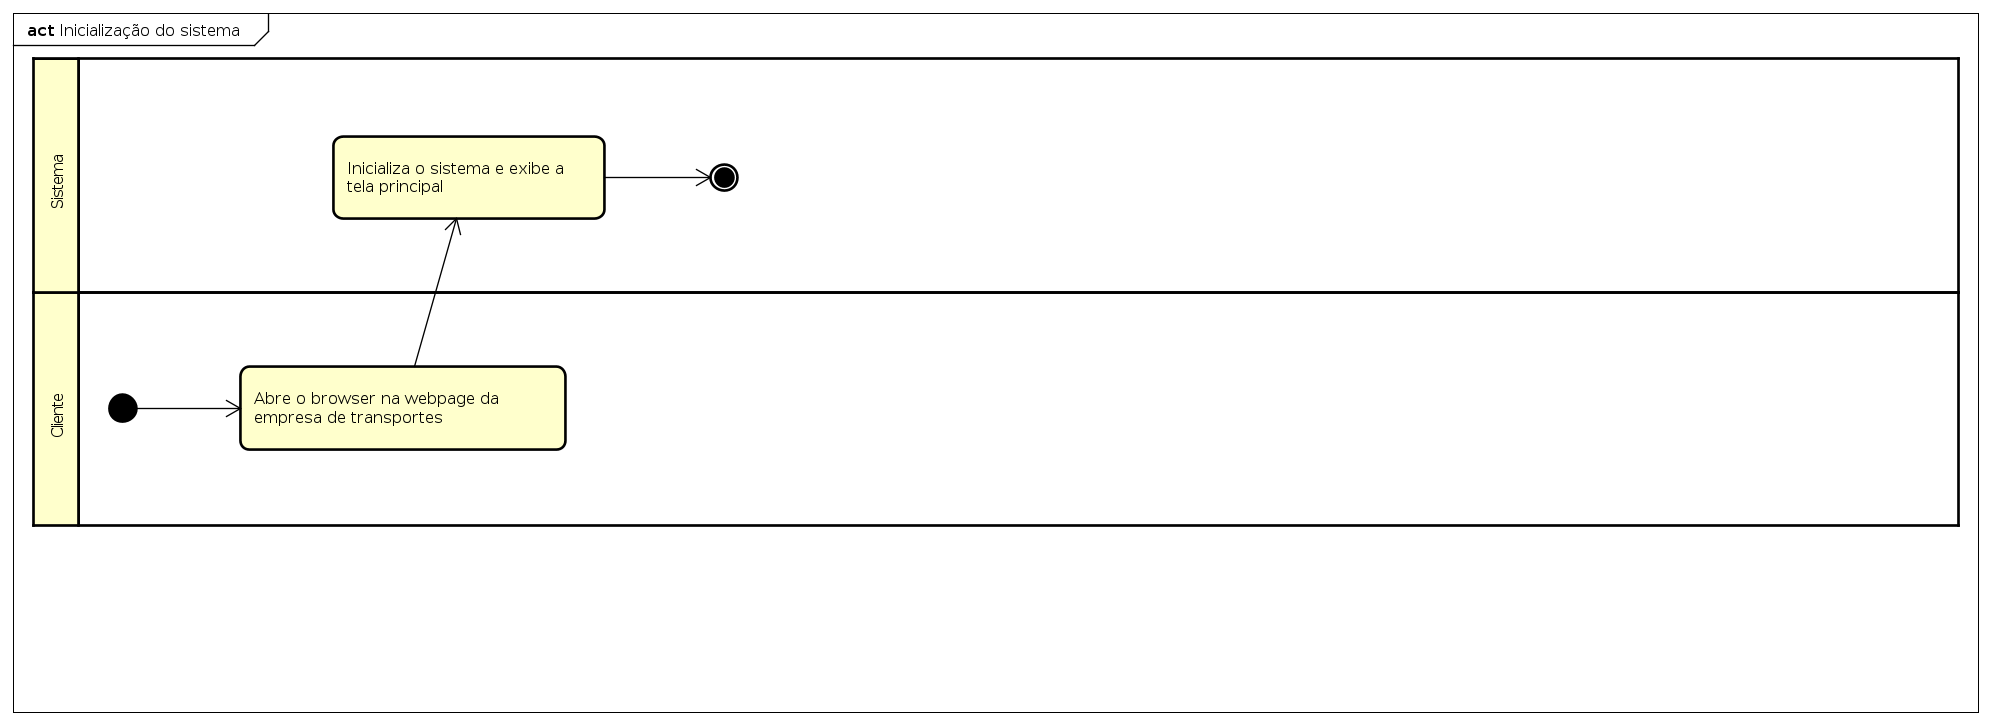 act Inicialização do sistema
Sistema
Inicializa o sistema e exibe a
tela principal
Cliente
Abre o browser na webpage da
empresa de transportes